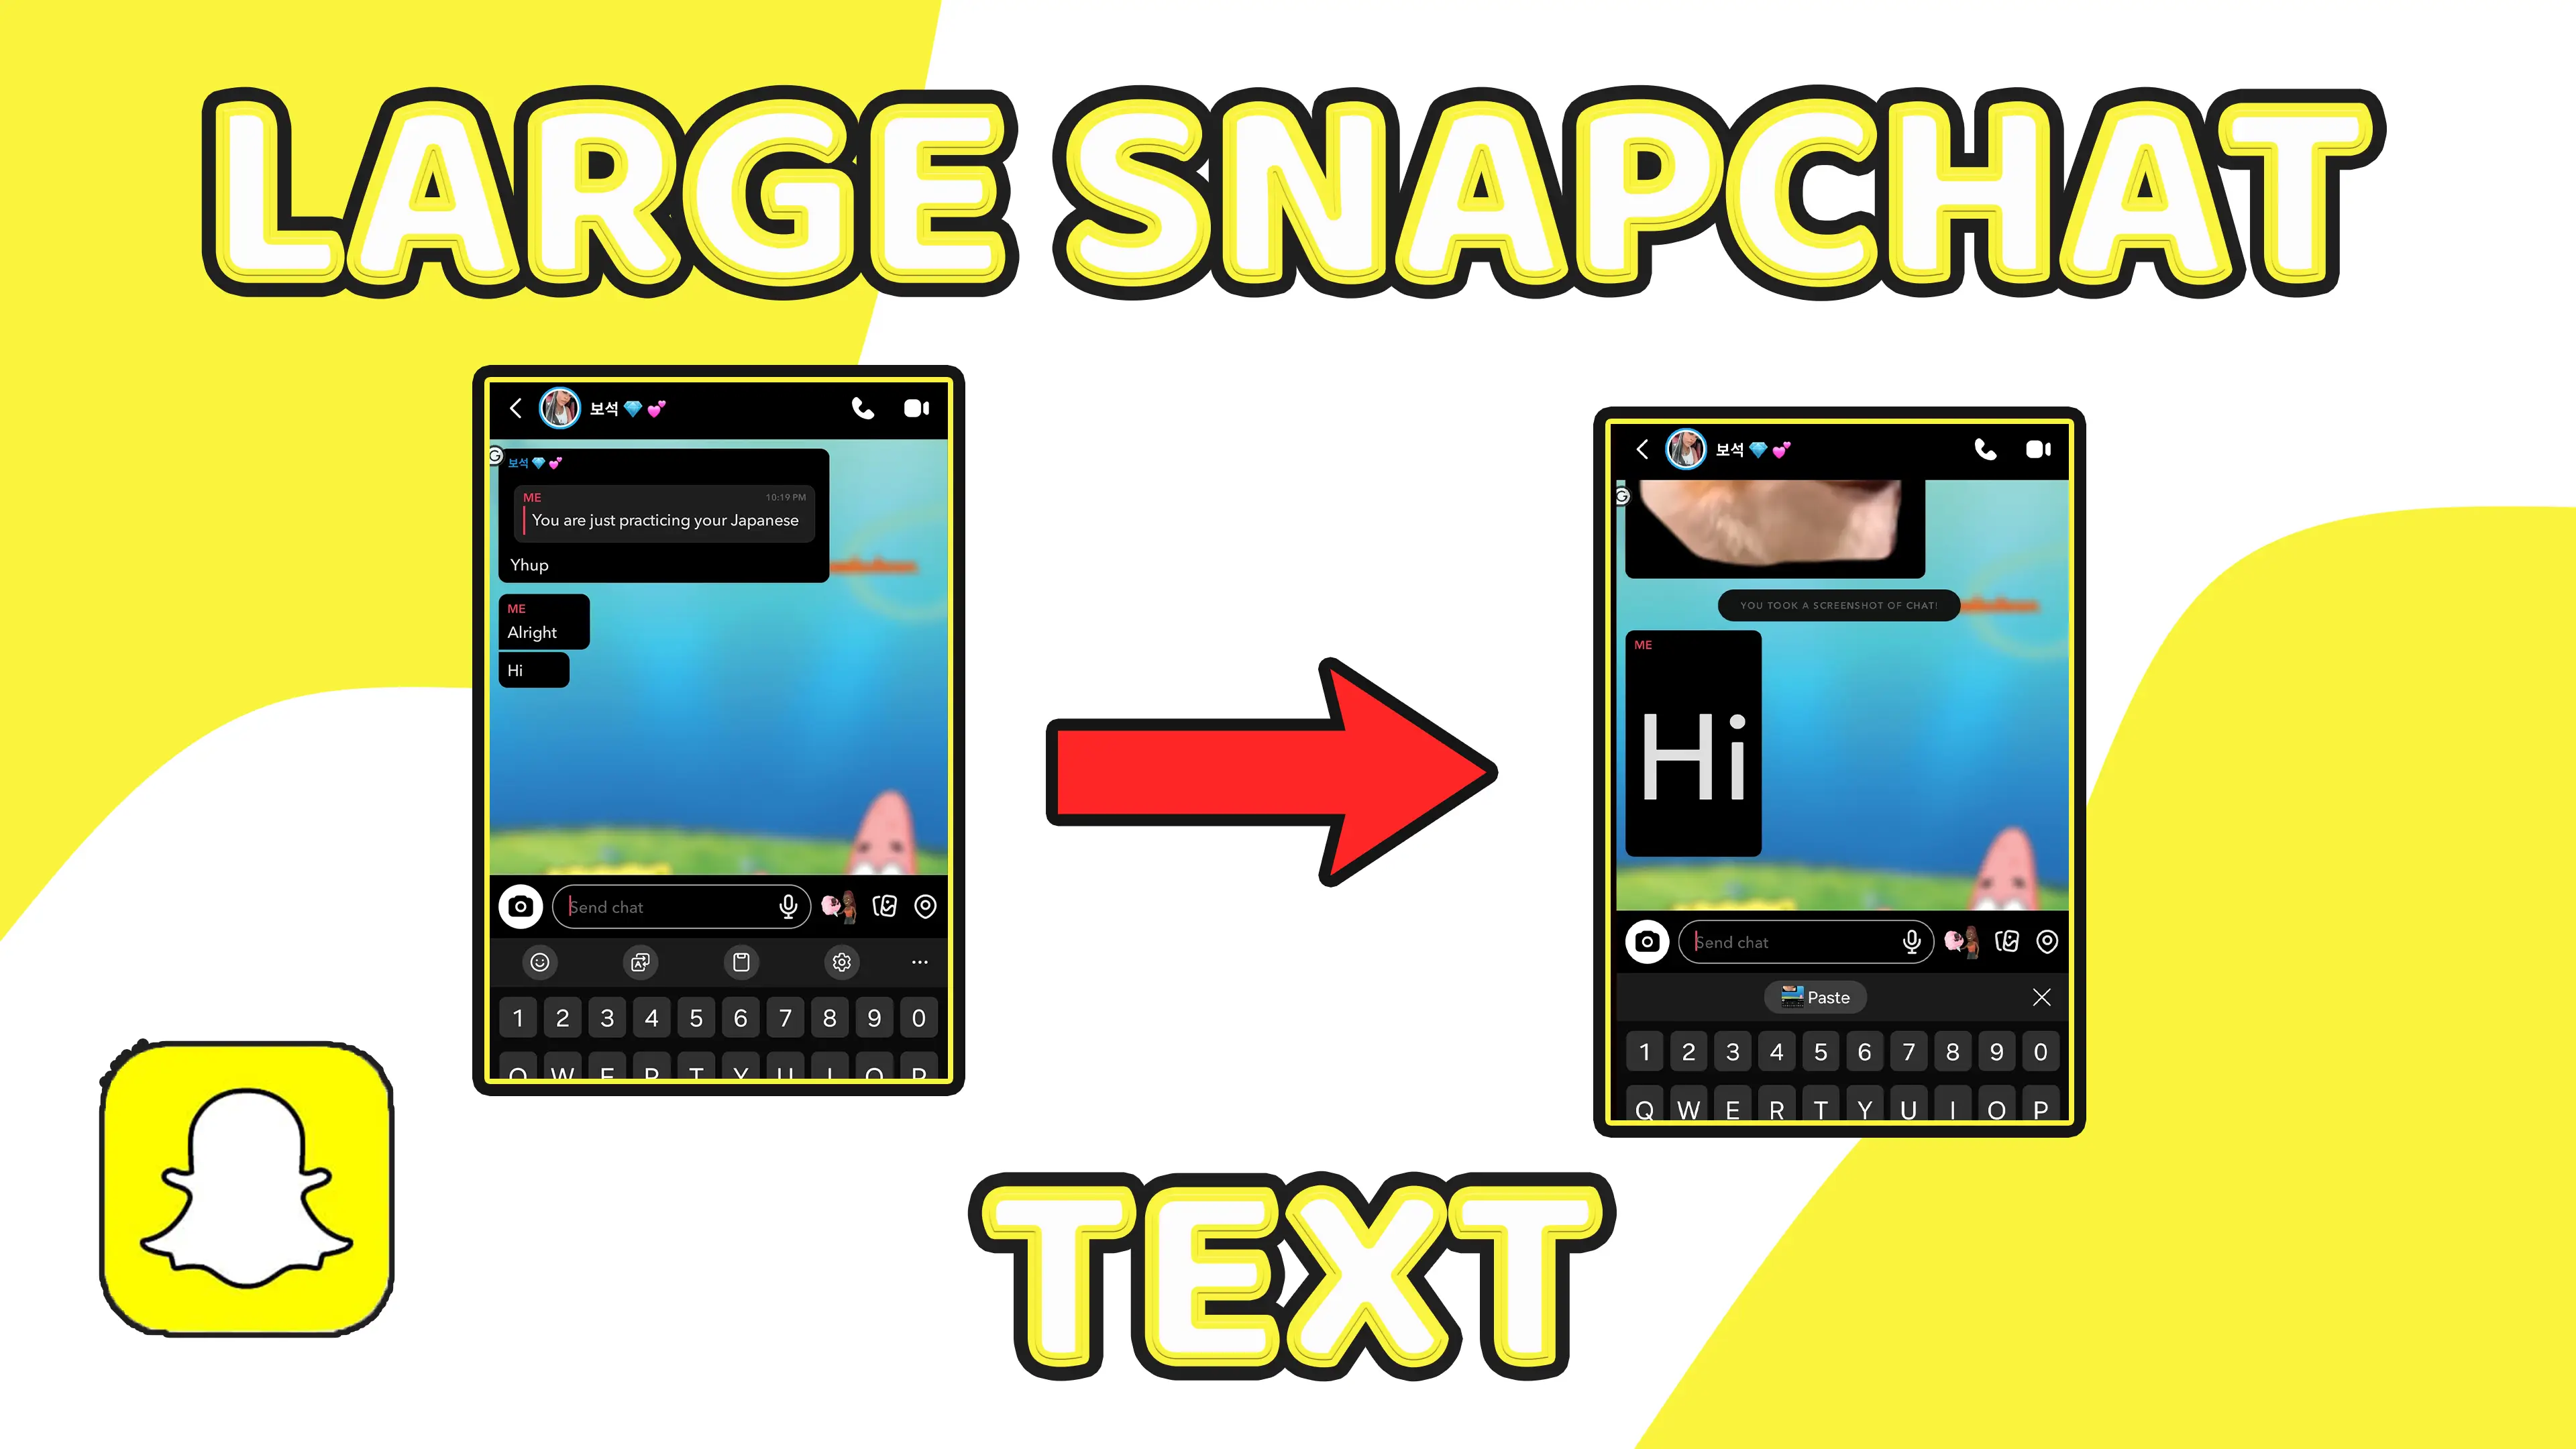 LARGE SNAPCHAT
보석 💎 💕
보석 💎 💕
ME 10:19 PM
You are just practicing your Japanese
Yhup
ME
Alright
Hi
Send chat
1 2 3 4 5 6 7 8 9 0
Q W E R T Y U I O P
보석 💎 💕
YOU TOOK A SCREENSHOT OF CHAT!
ME
Hi
Send chat
Paste
1 2 3 4 5 6 7 8 9 0
Q W E R T Y U I O P
TEXT